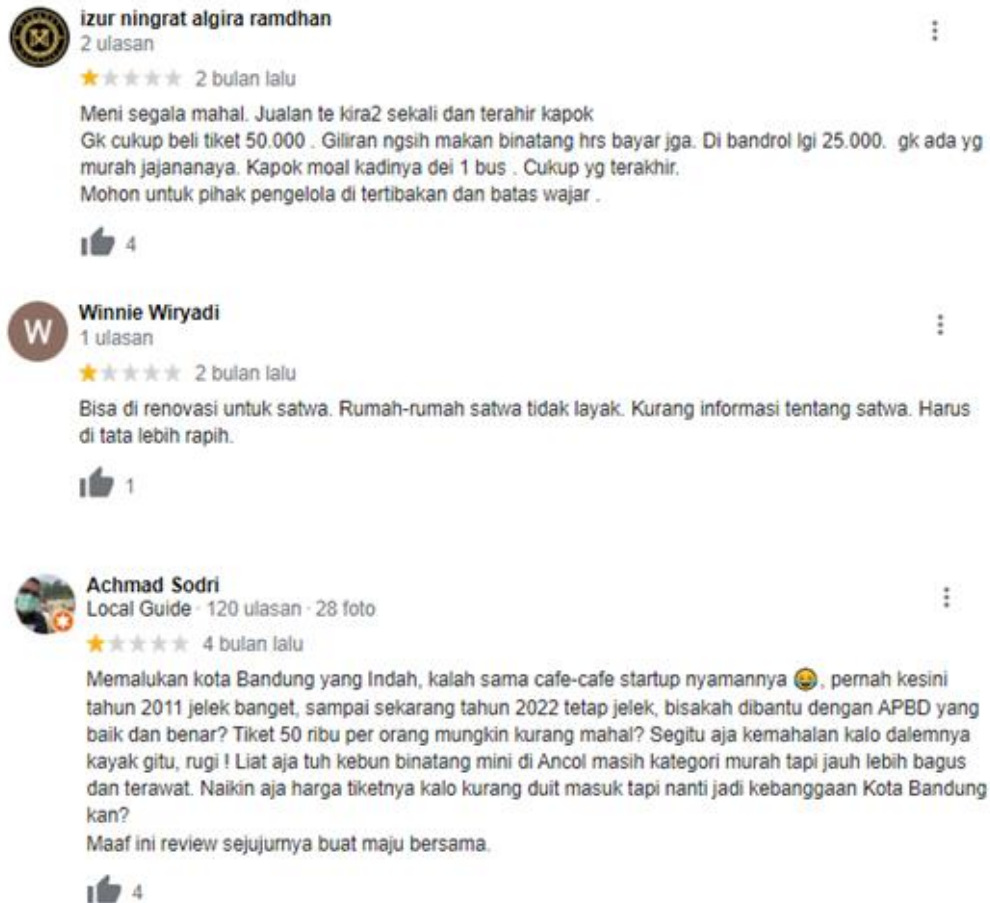 izur ningrat algira ramdhan
2 ulasan
2 bulan lalu
Meni segala mahal. Jualan te kira2 sekali dan terahir kapok
Gk cukup beli tiket 50.000 . Giliran ngsih makan binatang hrs bayar jga. Di bandrol lgi 25.000. gk ada yg
murah jajananaya. Kapok moal kadinya dei 1 bus . Cukup yg terakhir.
Mohon untuk pihak pengelola di tertibakan dan batas wajar .
4
W
Winnie Wiryadi
1 ulasan
2 bulan lalu
Bisa di renovasi untuk satwa. Rumah-rumah satwa tidak layak. Kurang informasi tentang satwa. Harus
di tata lebih rapih.
1
Achmad Sodri
Local Guide · 120 ulasan · 28 foto
4 bulan lalu
Memalukan kota Bandung yang Indah, kalah sama cafe-cafe startup nyamannya 😂, pernah kesini
tahun 2011 jelek banget, sampai sekarang tahun 2022 tetap jelek, bisakah dibantu dengan APBD yang
baik dan benar? Tiket 50 ribu per orang mungkin kurang mahal? Segitu aja kemahalan kalo dalemnya
kayak gitu, rugi ! Liat aja tuh kebun binatang mini di Ancol masih kategori murah tapi jauh lebih bagus
dan terawat. Naikin aja harga tiketnya kalo kurang duit masuk tapi nanti jadi kebanggaan Kota Bandung
kan?
Maaf ini review sejujurnya buat maju bersama.
4